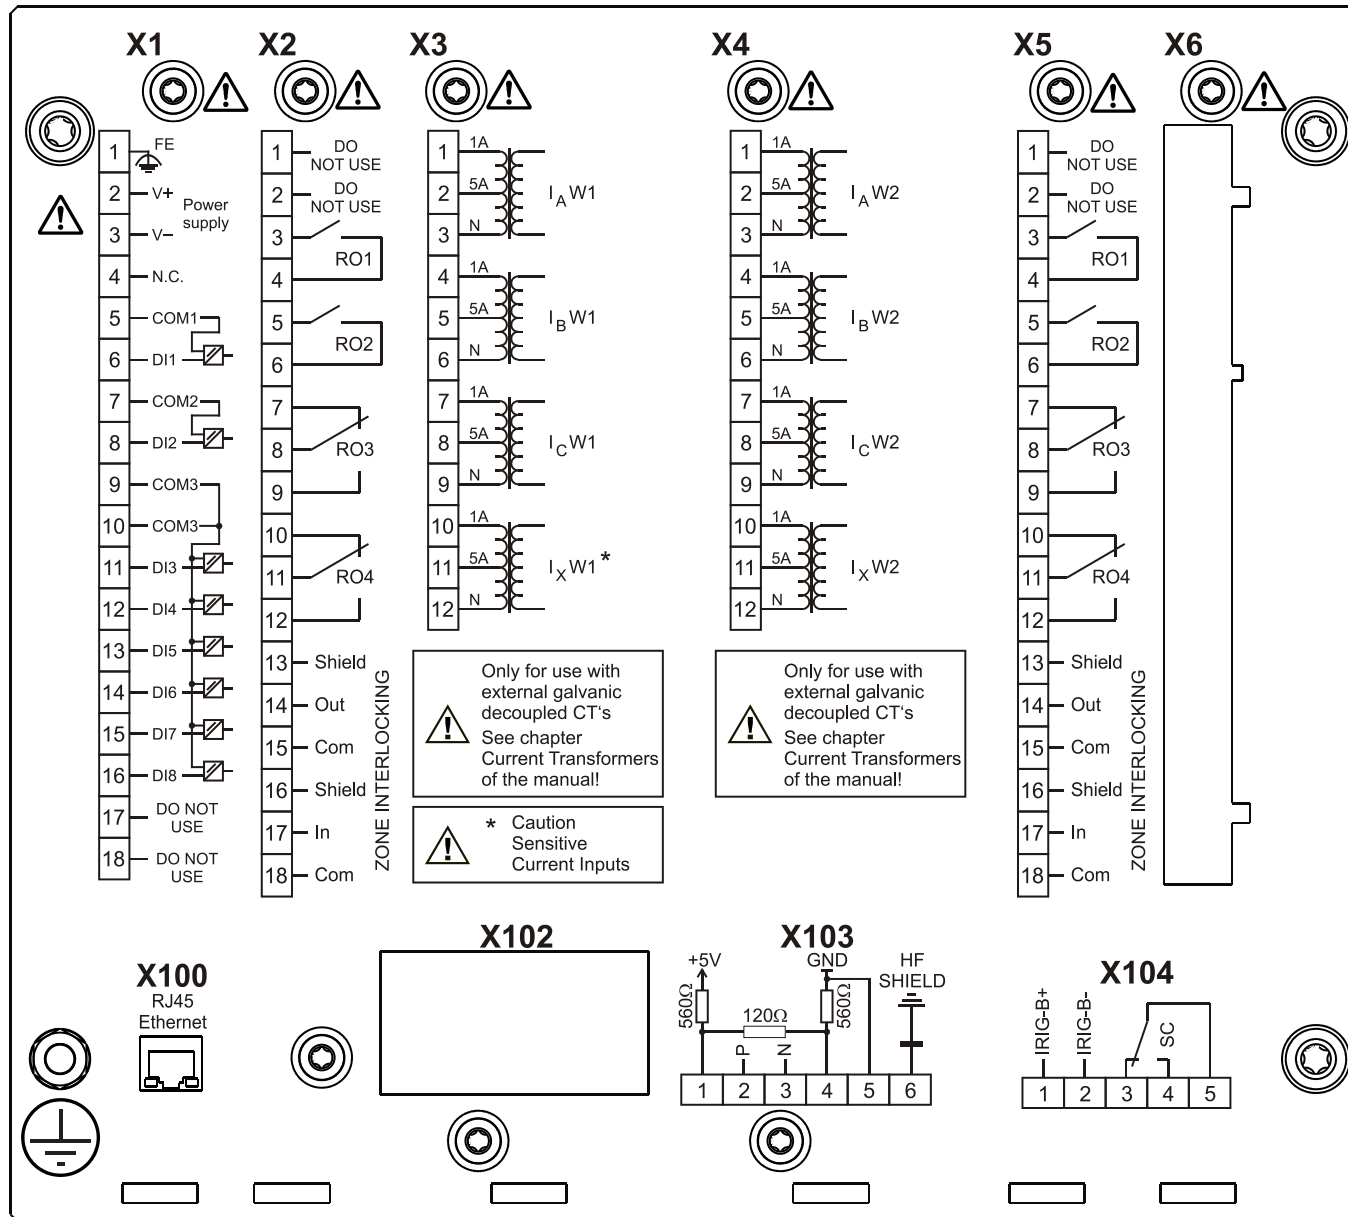 X1
X2
X3
X4
X5
X6
1
FE
2
V+
Power
supply
3
V–
4
N.C.
5
COM1
6
DI1
7
COM2
8
DI2
9
COM3
10
COM3
11
DI3
12
DI4
13
DI5
14
DI6
15
DI7
16
DI8
17
DO NOT
USE
18
DO NOT
USE
1
DO
NOT USE
2
DO
NOT USE
3
RO1
4
5
RO2
6
7
8
RO3
9
10
11
RO4
12
13
Shield
14
Out
15
Com
16
Shield
17
In
18
Com
ZONE INTERLOCKING
1
1A
2
5A
IAW1
3
N
4
1A
5
5A
IBW1
6
N
7
1A
8
5A
ICW1
9
N
10
1A
11
5A
IXW1*
12
N
Only for use with
external galvanic
decoupled CT‘s
See chapter
Current Transformers
of the manual!
* Caution
Sensitive
Current Inputs
1
1A
2
5A
IAW2
3
N
4
1A
5
5A
IBW2
6
N
7
1A
8
5A
ICW2
9
N
10
1A
11
5A
IXW2
12
N
Only for use with
external galvanic
decoupled CT‘s
See chapter
Current Transformers
of the manual!
1
DO
NOT USE
2
DO
NOT USE
3
RO1
4
5
RO2
6
7
8
RO3
9
10
11
RO4
12
13
Shield
14
Out
15
Com
16
Shield
17
In
18
Com
ZONE INTERLOCKING
X100
RJ45
Ethernet
X102
X103
+5V
GND
HF
SHIELD
560Ω
120Ω
560Ω
P
N
1 2 3 4 5 6
X104
IRIG-B+
IRIG-B-
SC
1 2 3 4 5